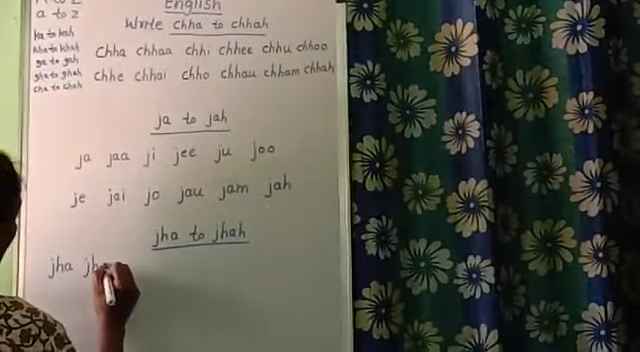 English
a to z
Write chha to chhah
ka to kah
kha to khah
ga to gah
gha to ghah
cha to chah
Chha chhaa chhi chhee chhu chhoo
chhe chhai chho chhau chham chhah
ja to jah
ja jaa ji jee ju joo
je jai jo jau jam jah
jha to jhah
jha jh